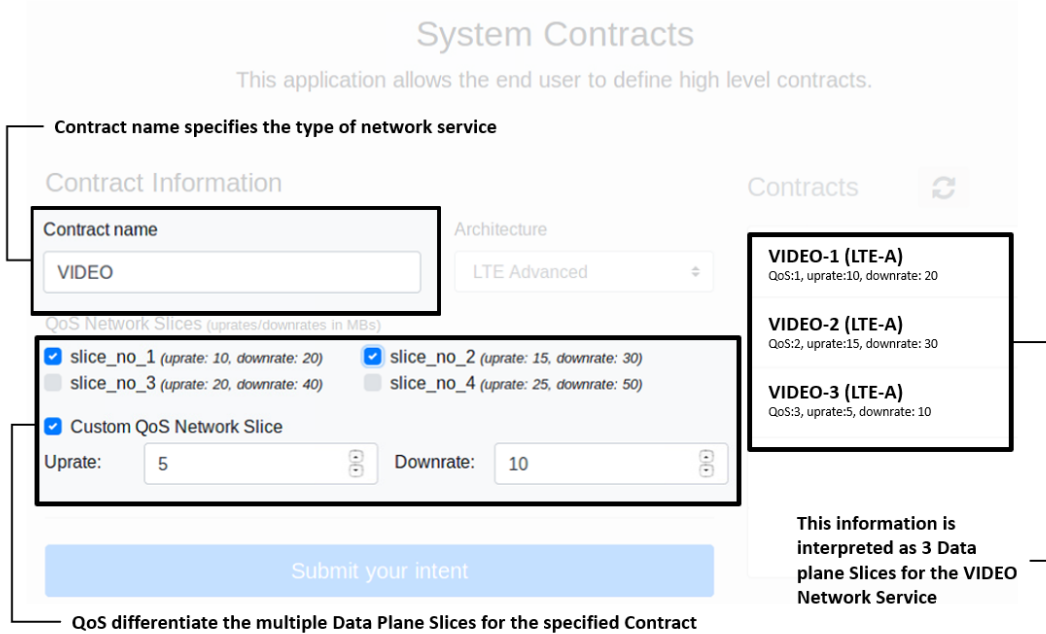 System Contracts
This application allows the end user to define high level contracts.
Contract name specifies the type of network service
Contract Information
Contracts
Contract name
Architecture
VIDEO
LTE Advanced
VIDEO-1 (LTE-A)
QoS:1, uprate:10, downrate: 20
VIDEO-2 (LTE-A)
QoS:2, uprate:15, downrate: 30
VIDEO-3 (LTE-A)
QoS:3, uprate:5, downrate: 10
QoS Network Slices (uprates/downrates in MBs)
slice_no_1 (uprate: 10, downrate: 20)
slice_no_2 (uprate: 15, downrate: 30)
slice_no_3 (uprate: 20, downrate: 40)
slice_no_4 (uprate: 25, downrate: 50)
Custom QoS Network Slice
Uprate:
5
Downrate:
10
This information is
interpreted as 3 Data
plane Slices for the VIDEO
Network Service
Submit your intent
QoS differentiate the multiple Data Plane Slices for the specified Contract